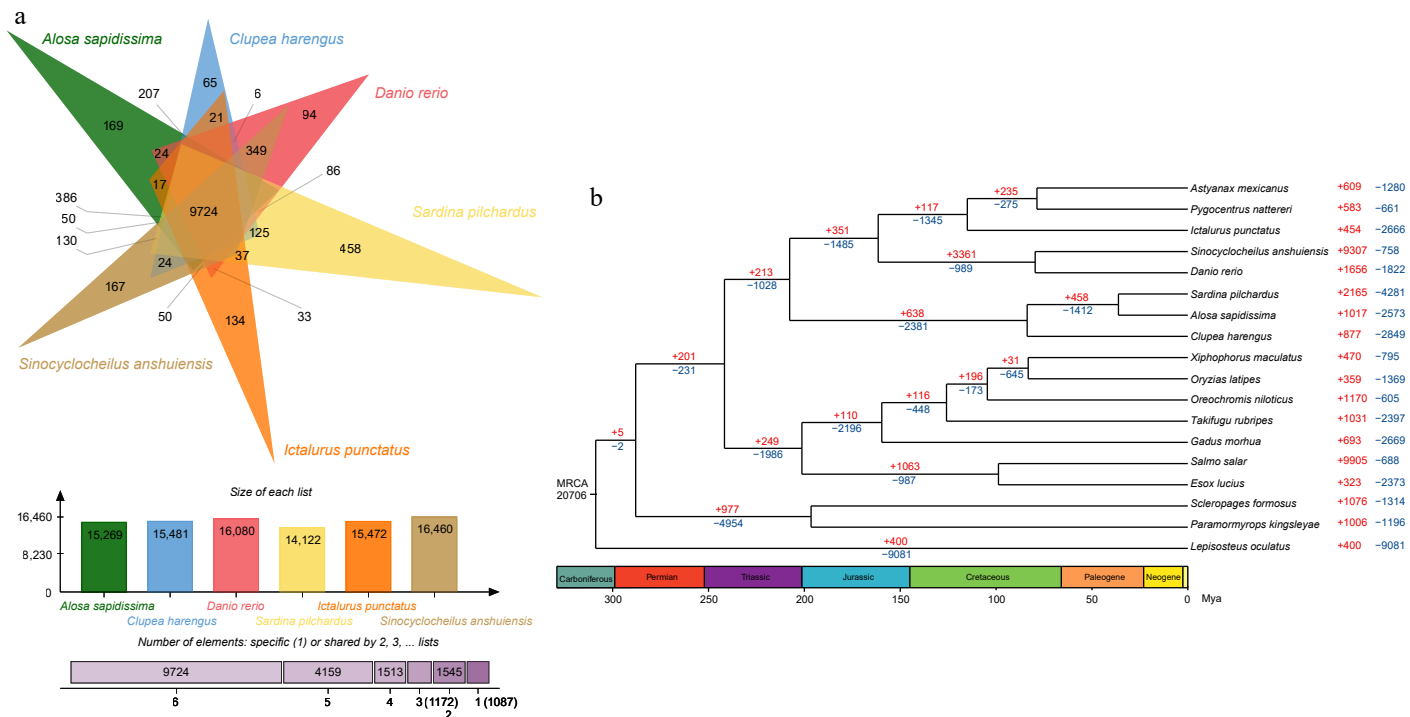 a
Alosa sapidissima
Clupea harengus
Danio rerio
Sardina pilchardus
Ictalurus punctatus
Sinocyclocheilus anshuiensis
65
207
6
21
94
169
24
349
17
86
386
9724
50
130
125
458
37
24
167
50
33
134
Size of each list
16,460
8,230
0
15,269
15,481
16,080
14,122
15,472
16,460
Alosa sapidissima
Danio rerio
Ictalurus punctatus
Clupea harengus
Sardina pilchardus
Sinocyclocheilus anshuiensis
Number of elements: specific (1) or shared by 2, 3, ... lists
9724 4159 1513 1545
6 5 4 3 (1172) 2 1 (1087)
b
MRCA
20706
+5
−2
+201
−231
+213
−1028
+351
−1485
+117
−1345
+235
−275
+3361
−989
+638
−2381
+458
−1412
+249
−1986
+110
−2196
+116
−448
+196
−173
+31
−645
+1063
−987
+977
−4954
+400
−9081
Astyanax mexicanus +609 −1280
Pygocentrus nattereri +583 −661
Ictalurus punctatus +454 −2666
Sinocyclocheilus anshuiensis +9307 −758
Danio rerio +1656 −1822
Sardina pilchardus +2165 −4281
Alosa sapidissima +1017 −2573
Clupea harengus +877 −2849
Xiphophorus maculatus +470 −795
Oryzias latipes +359 −1369
Oreochromis niloticus +1170 −605
Takifugu rubripes +1031 −2397
Gadus morhua +693 −2669
Salmo salar +9905 −688
Esox lucius +323 −2373
Scleropages formosus +1076 −1314
Paramormyrops kingsleyae +1006 −1196
Lepisosteus oculatus +400 −9081
Carboniferous Permian Triassic Jurassic Cretaceous Paleogene Neogene
300 250 200 150 100 50 0 Mya